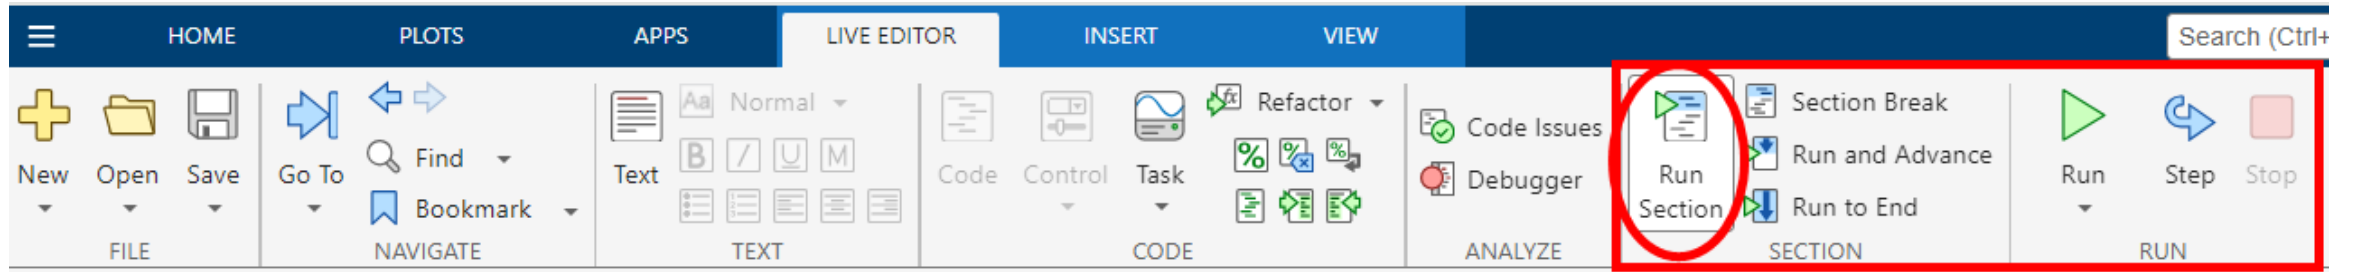 HOME PLOTS APPS LIVE EDITOR INSERT VIEW Search (Ctrl+
New Open Save Go To Find Bookmark
FILE NAVIGATE
Text Aa Normal
B I U M
TEXT
Code Control Task Refactor
CODE
Code Issues
Debugger
ANALYZE
Run Section
Section Break
Run and Advance
Run to End
SECTION
Run Step Stop
RUN